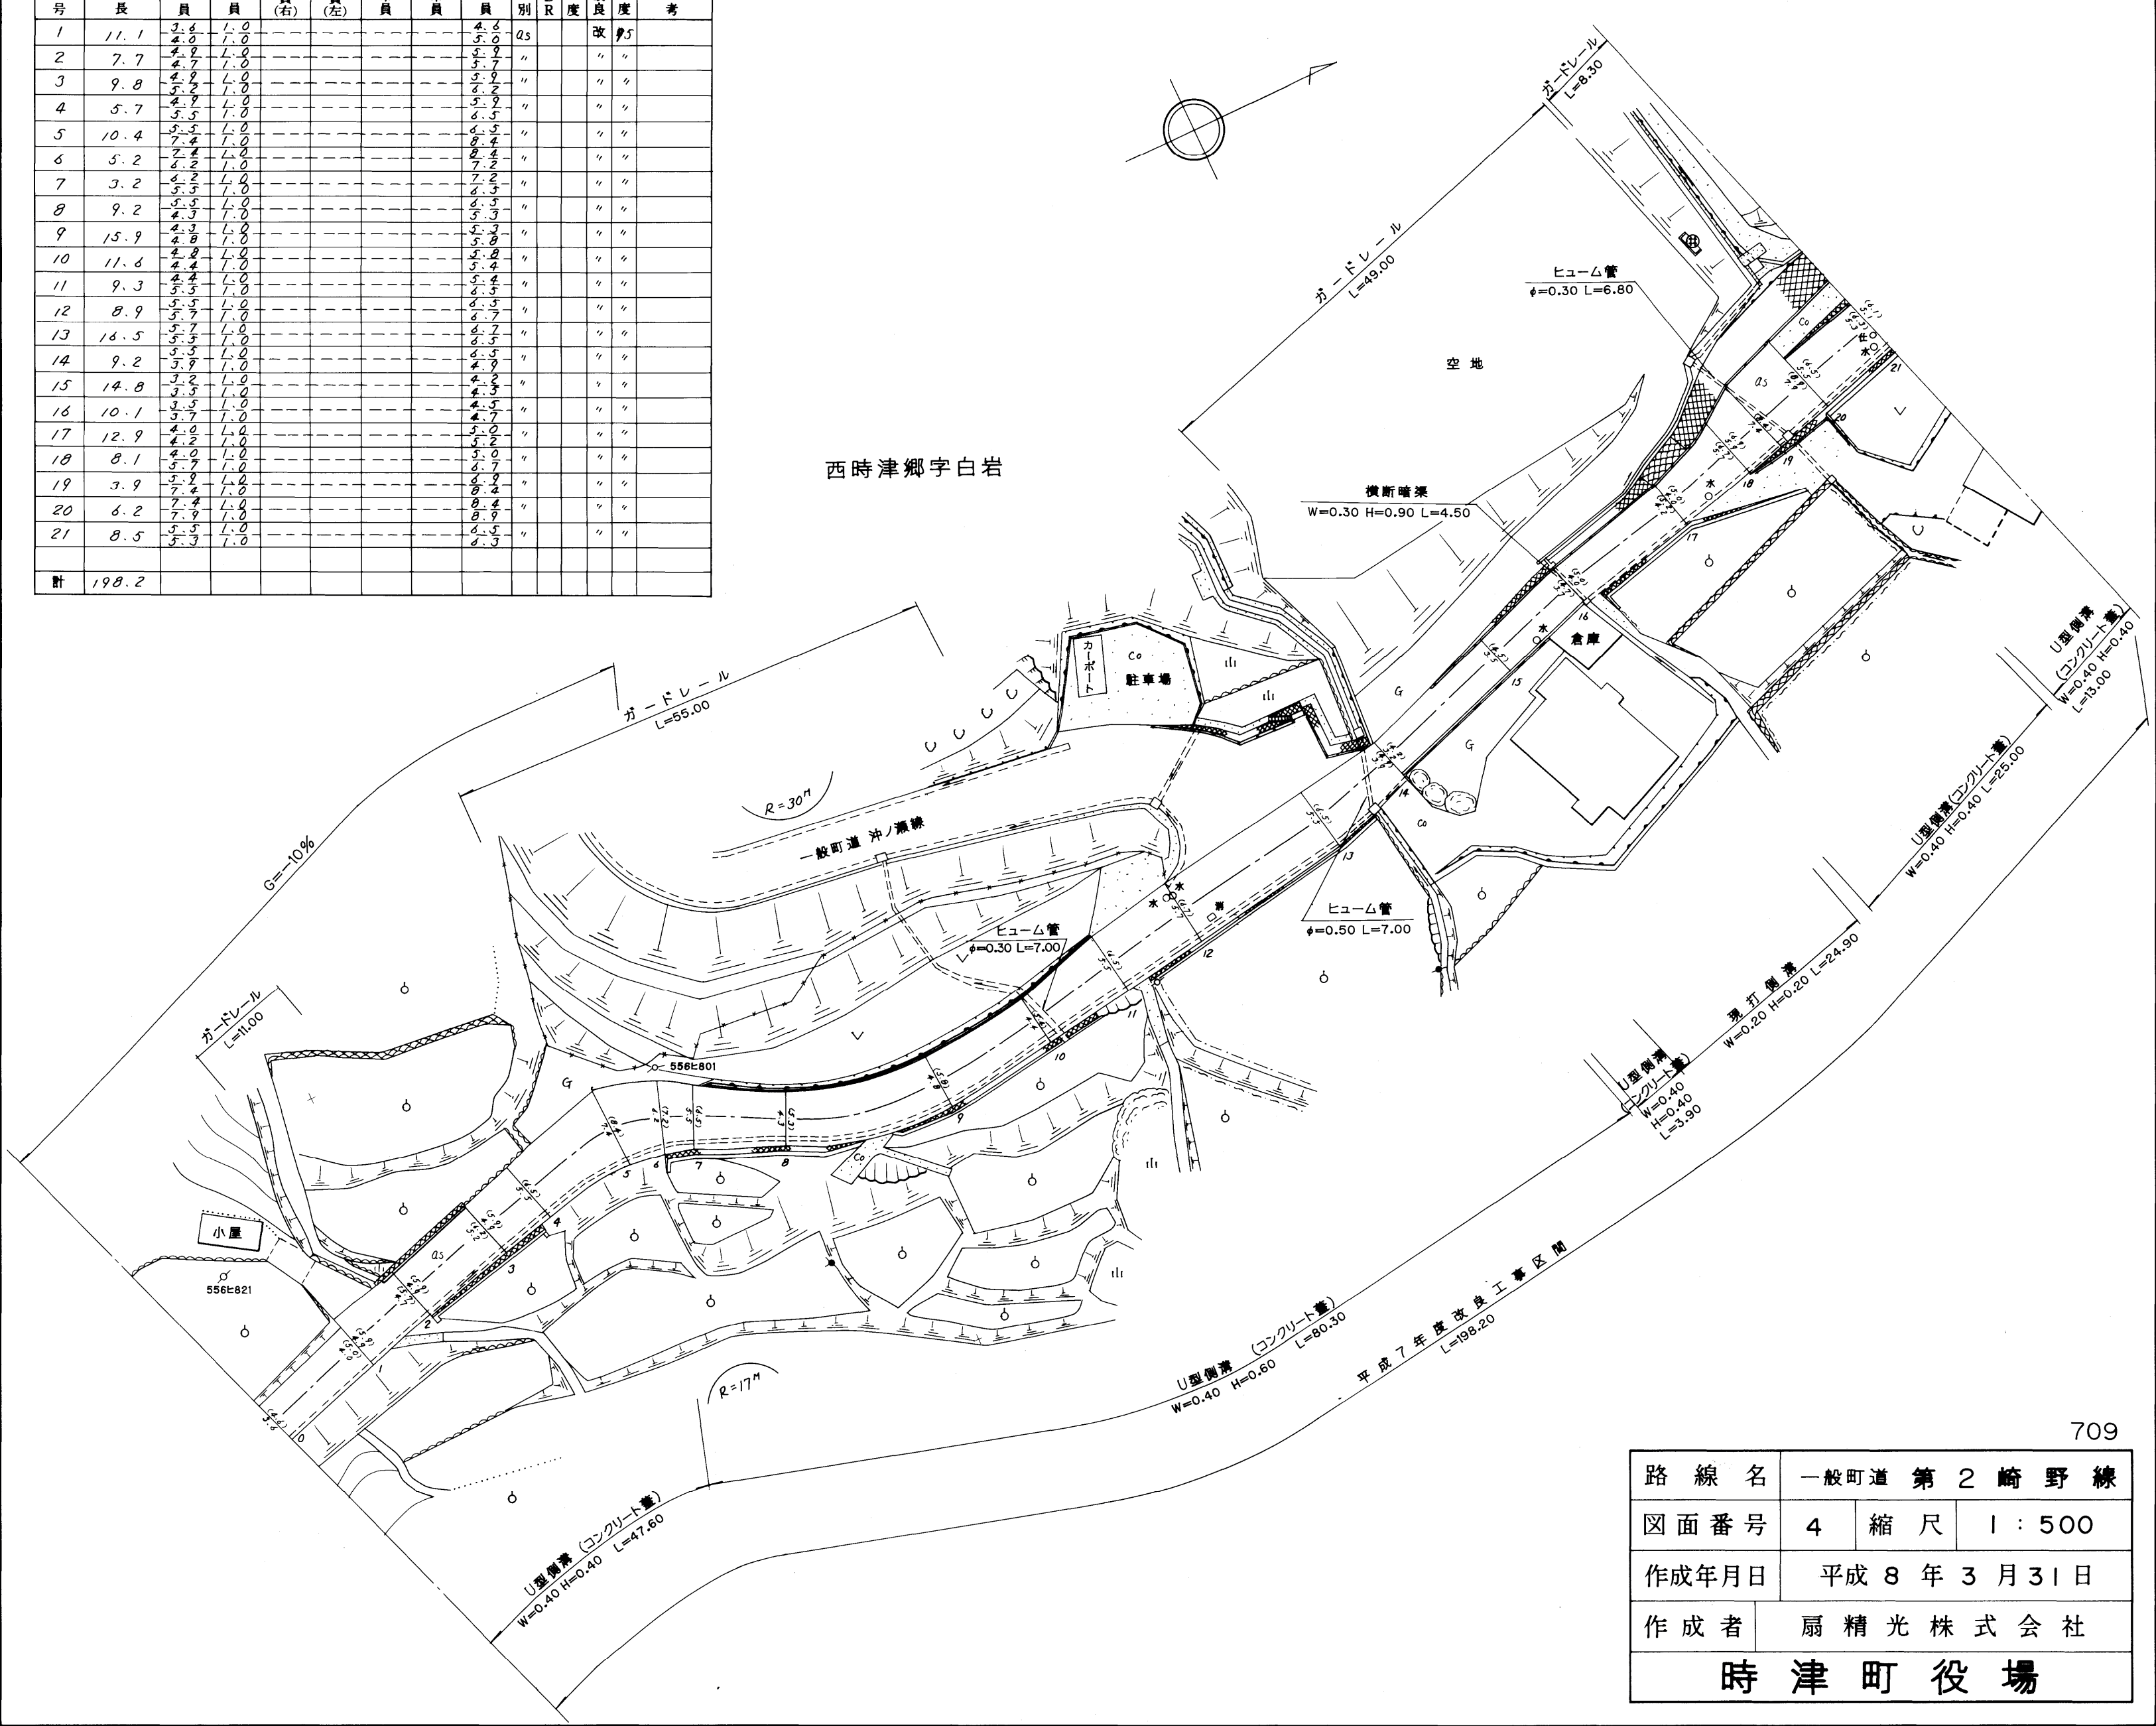 号 長 員 員 (右) (左) 員 員 員 別 R 度 良 度 考
1 11.1 3.6 4.0 1.0 1.0 4.6 5.0 as 改 95
2 7.7 4.9 4.7 1.0 1.0 5.9 5.7 〃 〃 〃
3 9.8 4.9 5.2 1.0 1.0 5.9 6.2 〃 〃 〃
4 5.7 4.9 5.5 1.0 1.0 5.9 6.5 〃 〃 〃
5 10.4 5.5 7.4 1.0 1.0 6.5 8.4 〃 〃 〃
6 5.2 7.4 6.2 1.0 1.0 8.4 7.2 〃 〃 〃
7 3.2 6.2 5.5 1.0 1.0 7.2 6.5 〃 〃 〃
8 9.2 5.5 4.3 1.0 1.0 6.5 5.3 〃 〃 〃
9 15.9 4.3 4.8 1.0 1.0 5.3 5.8 〃 〃 〃
10 11.6 4.8 4.4 1.0 1.0 5.8 5.4 〃 〃 〃
11 9.3 4.4 5.5 1.0 1.0 5.4 6.5 〃 〃 〃
12 8.9 5.5 5.7 1.0 1.0 6.5 6.7 〃 〃 〃
13 16.5 5.7 5.5 1.0 1.0 6.7 6.5 〃 〃 〃
14 9.2 5.5 3.9 1.0 1.0 6.5 4.9 〃 〃 〃
15 14.8 3.2 3.5 1.0 1.0 4.2 4.5 〃 〃 〃
16 10.1 3.5 3.7 1.0 1.0 4.5 4.7 〃 〃 〃
17 12.9 4.0 4.2 1.0 1.0 5.0 5.2 〃 〃 〃
18 8.1 4.0 5.7 1.0 1.0 5.0 6.7 〃 〃 〃
19 3.9 5.9 7.4 1.0 1.0 6.9 8.4 〃 〃 〃
20 6.2 7.4 7.9 1.0 1.0 8.4 8.9 〃 〃 〃
21 8.5 5.5 5.3 1.0 1.0 6.5 6.3 〃 〃 〃
計 198.2
ガードレール
L=8.30
ガードレール
L=49.00
ヒューム管
φ=0.30 L=6.80
空地
西時津郷字白岩
横断暗渠
W=0.30 H=0.90 L=4.50
倉庫
カーポート
Co
駐車場
ガードレール
L=55.00
R=30M
一般町道 沖ノ瀬線
G=-10%
ヒューム管
φ=0.30 L=7.00
ヒューム管
φ=0.50 L=7.00
ガードレール
L=11.00
556ヒ801
小屋
556ヒ821
R=17M
U型側溝
(コンクリート蓋)
W=0.40 H=0.40
L=13.00
U型側溝(コンクリート蓋)
W=0.40 H=0.40 L=25.00
現打側溝
W=0.20 H=0.20 L=24.90
U型側溝
コンクリート蓋)
W=0.40
H=0.40
L=3.90
U型側溝 (コンクリート蓋)
W=0.40 H=0.60 L=80.30
平成7年度改良工事区間
L=198.20
U型側溝 (コンクリート蓋)
W=0.40 H=0.40 L=47.60
709
路線名 一般町道 第2崎野線
図面番号 4 縮尺 1:500
作成年月日 平成8年3月31日
作成者 扇精光株式会社
時津町役場